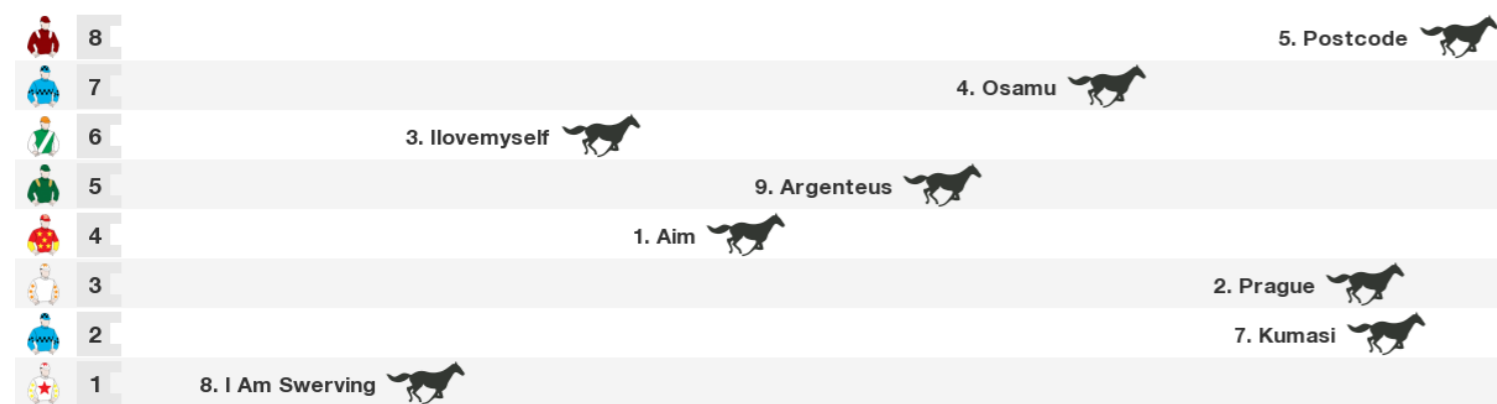 8 5. Postcode
7 4. Osamu
6 3. Ilovemyself
5 9. Argenteus
4 1. Aim
3 2. Prague
2 7. Kumasi
1 8. I Am Swerving